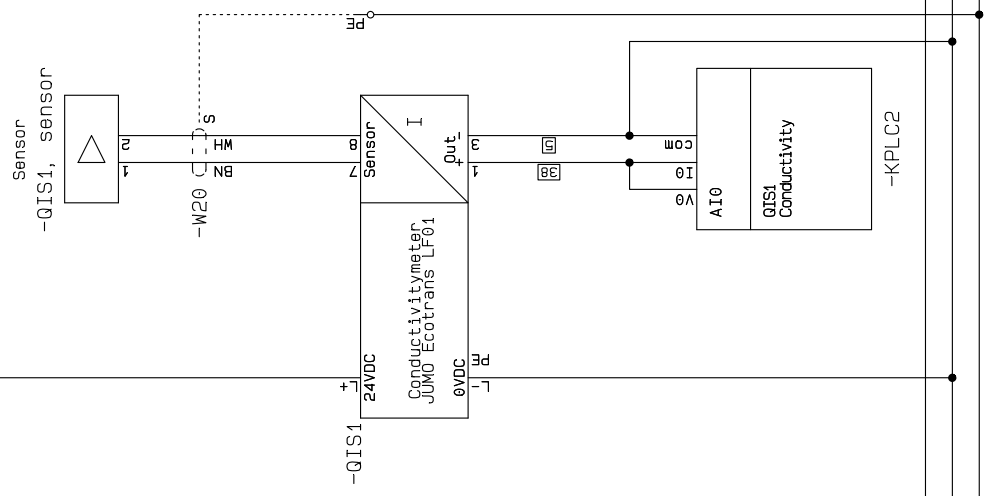 PE
Sensor
-QIS1, sensor
2
1
S
WH
BN
-W20
8
7
Sensor
I
Out
-
+
3
1
5
38
com
I0
V0
AI0
QIS1
Conductivity
-KPLC2
Conductivitymeter
JUMO Ecotrans LF01
L+
24VDC
0VDC
PE
L-
-QIS1